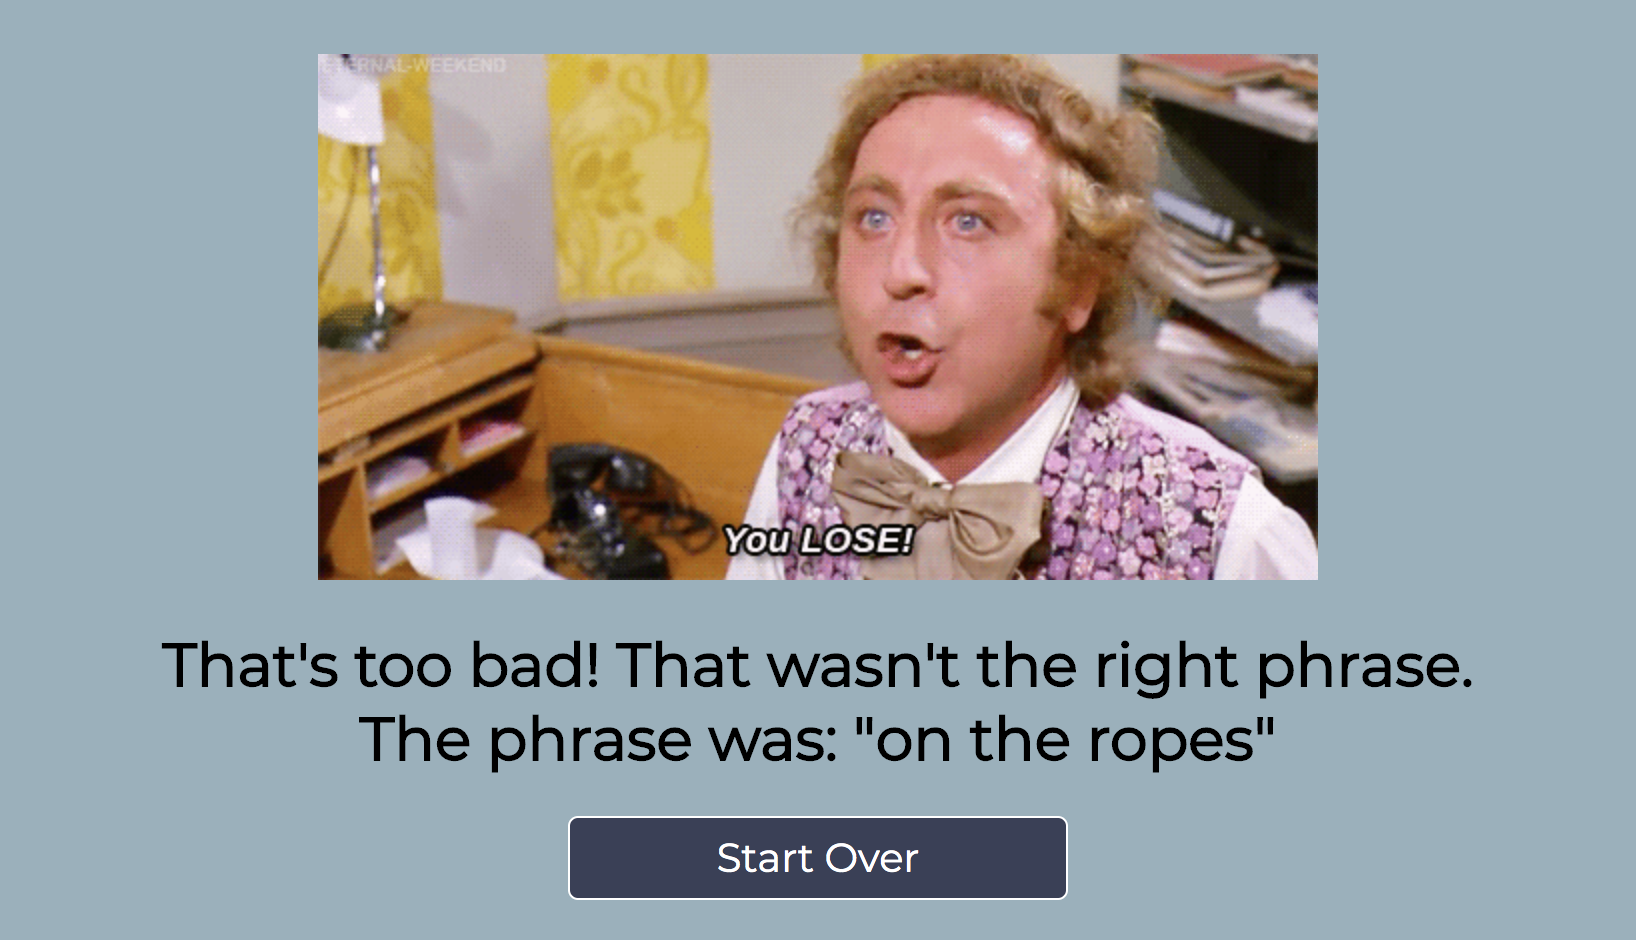 ETERNAL-WEEKEND
You LOSE!
That's too bad! That wasn't the right phrase.
The phrase was: "on the ropes"
Start Over